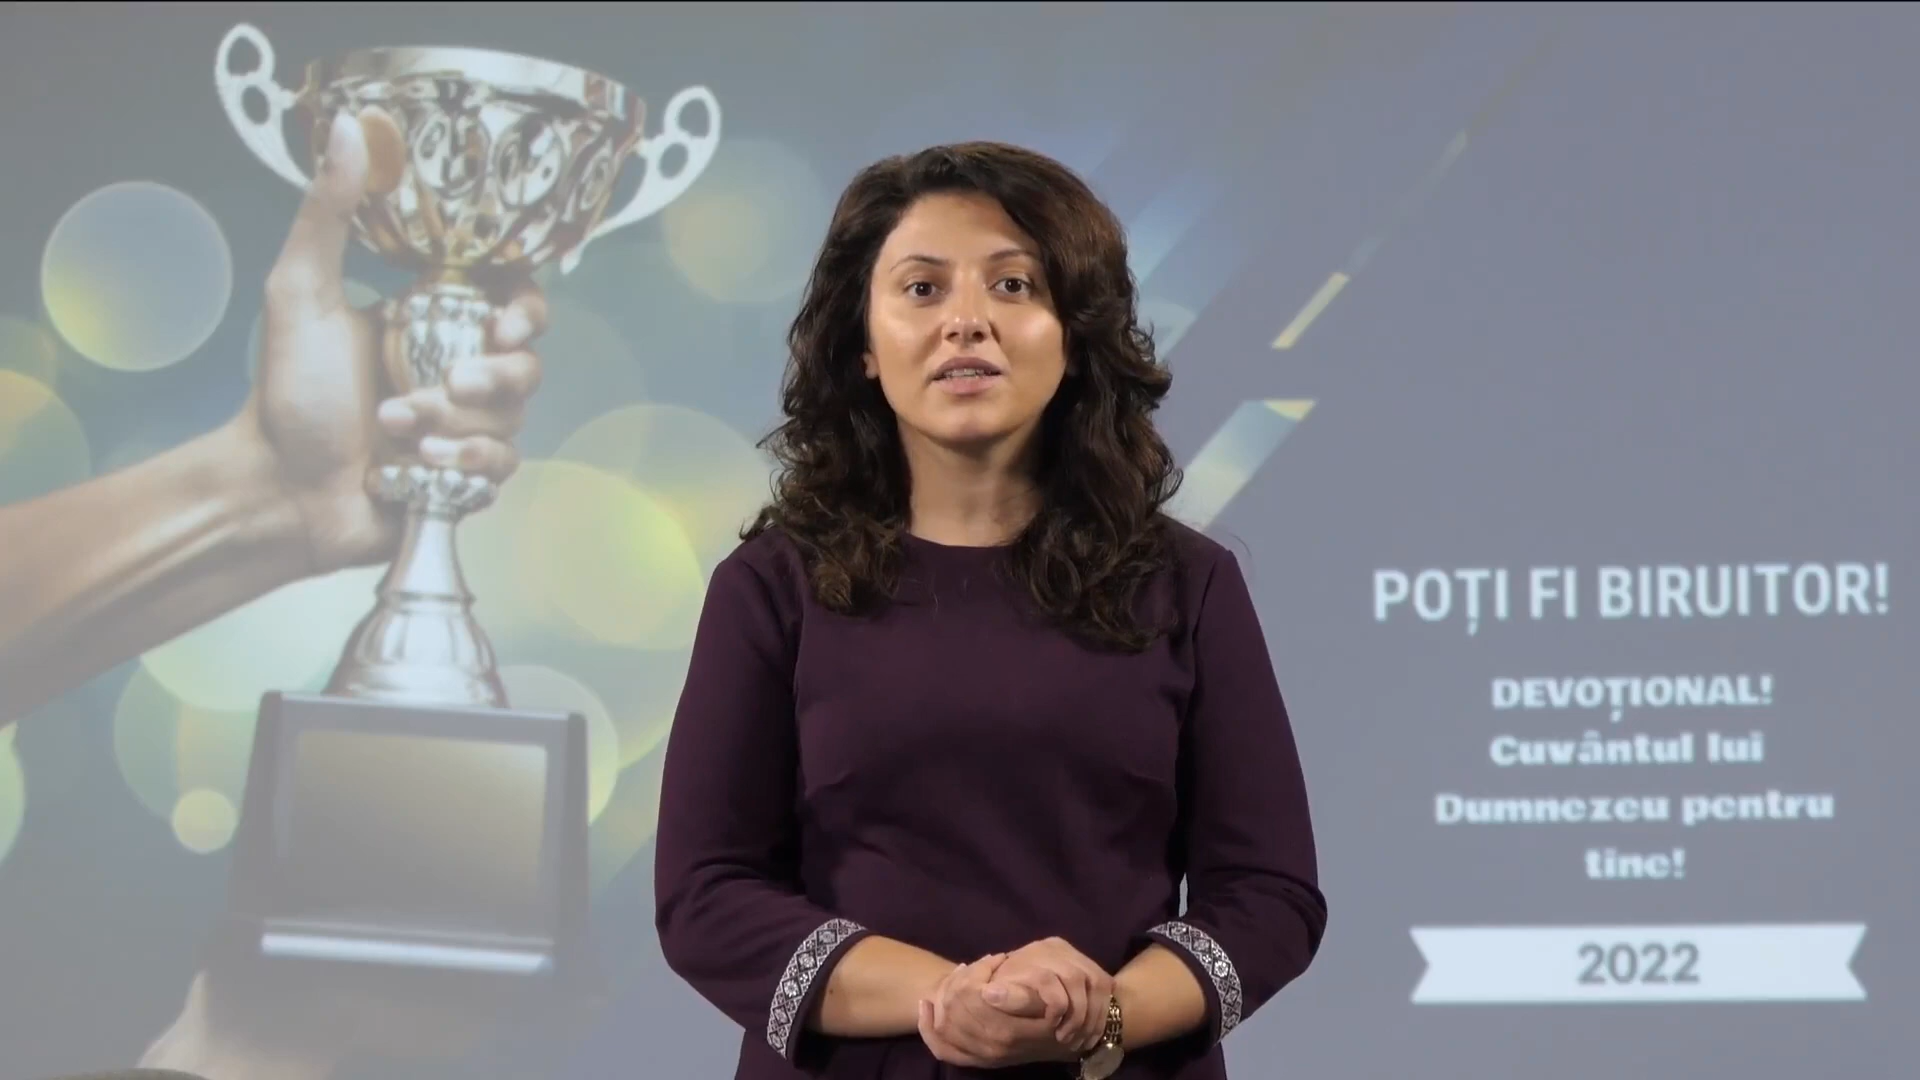 POȚI FI BIRUITOR!
DEVOȚIONAL!
Cuvântul lui
Dumnezeu pentru
tine!
2022